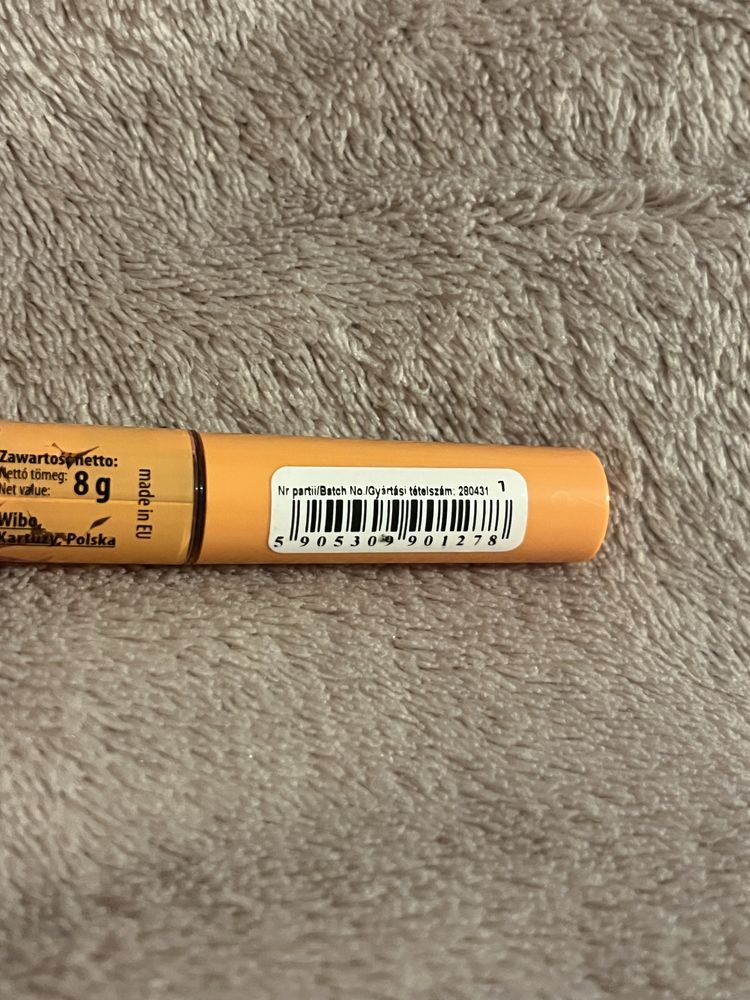 Zawartość netto:
Nettó tömeg:
Net value: 8 g
Wibo,
Kartuzy, Polska
made in EU
Nr partii/Batch No./Gyártási tételszám: 280431 1
5 905309 901278